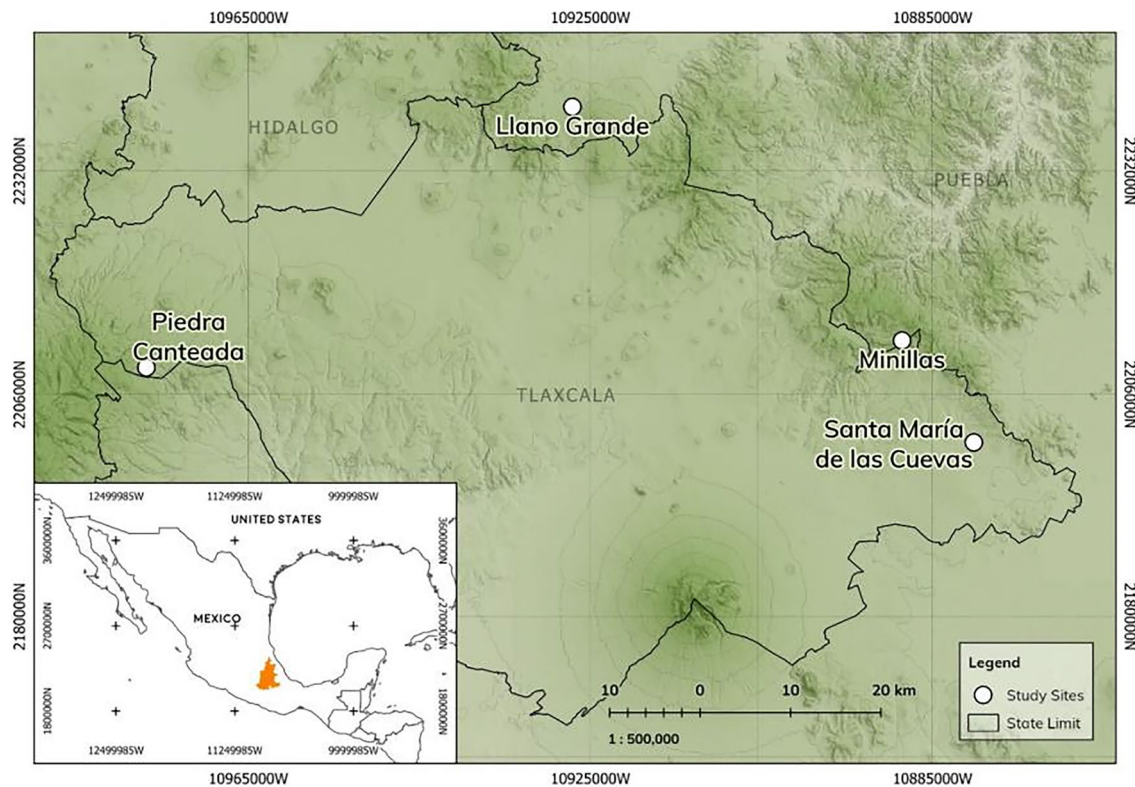 10965000W
10925000W
10885000W
HIDALGO
Llano Grande
PUEBLA
2232000N
2232000N
Piedra
Canteada
Minillas
2206000N
2206000N
TLAXCALA
Santa María
de las Cuevas
12499985W
11249985W
9999985W
UNITED STATES
3600000N
3600000N
MEXICO
2700000N
2700000N
1800000N
1800000N
12499985W
11249985W
9999985W
2180000N
2180000N
10
0
10
20 km
1 : 500,000
Legend
Study Sites
State Limit
10965000W
10925000W
10885000W